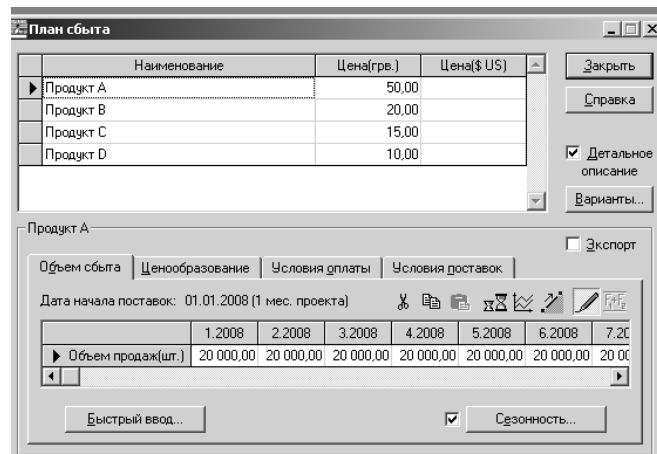 План сбыта
Наименование Цена(грв.) Цена($ US)
Продукт A 50,00
Продукт B 20,00
Продукт C 15,00
Продукт D 10,00
Закрыть
Справка
Детальное
описание
Варианты...
Продукт A
Экспорт
Объем сбыта Ценообразование Условия оплаты Условия поставок
Дата начала поставок: 01.01.2008 (1 мес. проекта)
1.2008 2.2008 3.2008 4.2008 5.2008 6.2008 7.20
Объем продаж(шт.) 20 000,00 20 000,00 20 000,00 20 000,00 20 000,00 20 000,00 20 00
Быстрый ввод... Сезонность...